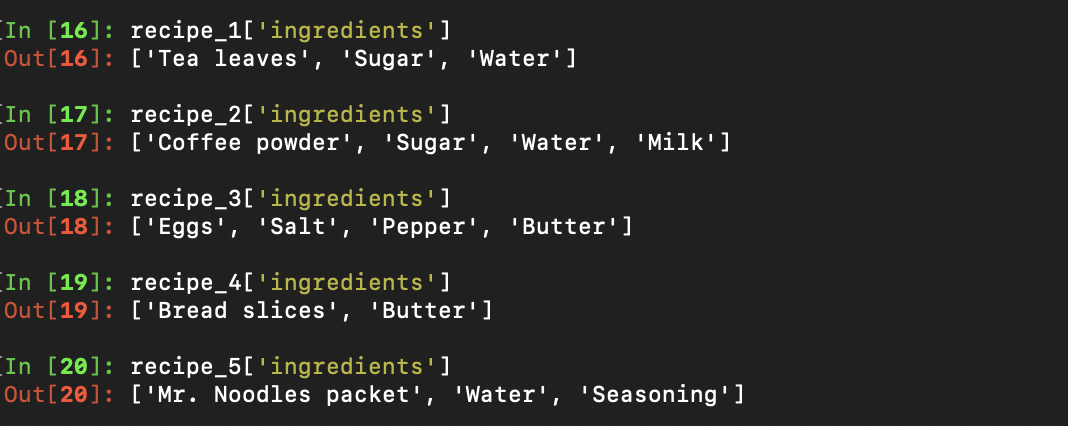 [In [16]: recipe_1['ingredients']
Out[16]: ['Tea leaves', 'Sugar', 'Water']
[In [17]: recipe_2['ingredients']
Out[17]: ['Coffee powder', 'Sugar', 'Water', 'Milk']
[In [18]: recipe_3['ingredients']
Out[18]: ['Eggs', 'Salt', 'Pepper', 'Butter']
[In [19]: recipe_4['ingredients']
Out[19]: ['Bread slices', 'Butter']
[In [20]: recipe_5['ingredients']
Out[20]: ['Mr. Noodles packet', 'Water', 'Seasoning']